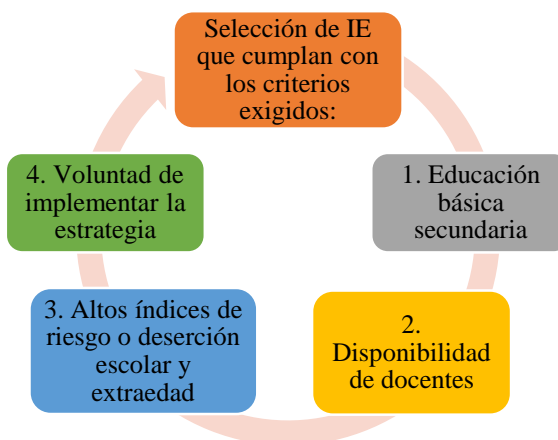 Selección de IE
que cumplan con
los criterios
exigidos:
1. Educación
básica
secundaria
2.
Disponibilidad
de docentes
3. Altos índices de
riesgo o deserción
escolar y
extraedad
4. Voluntad de
implementar la
estrategia